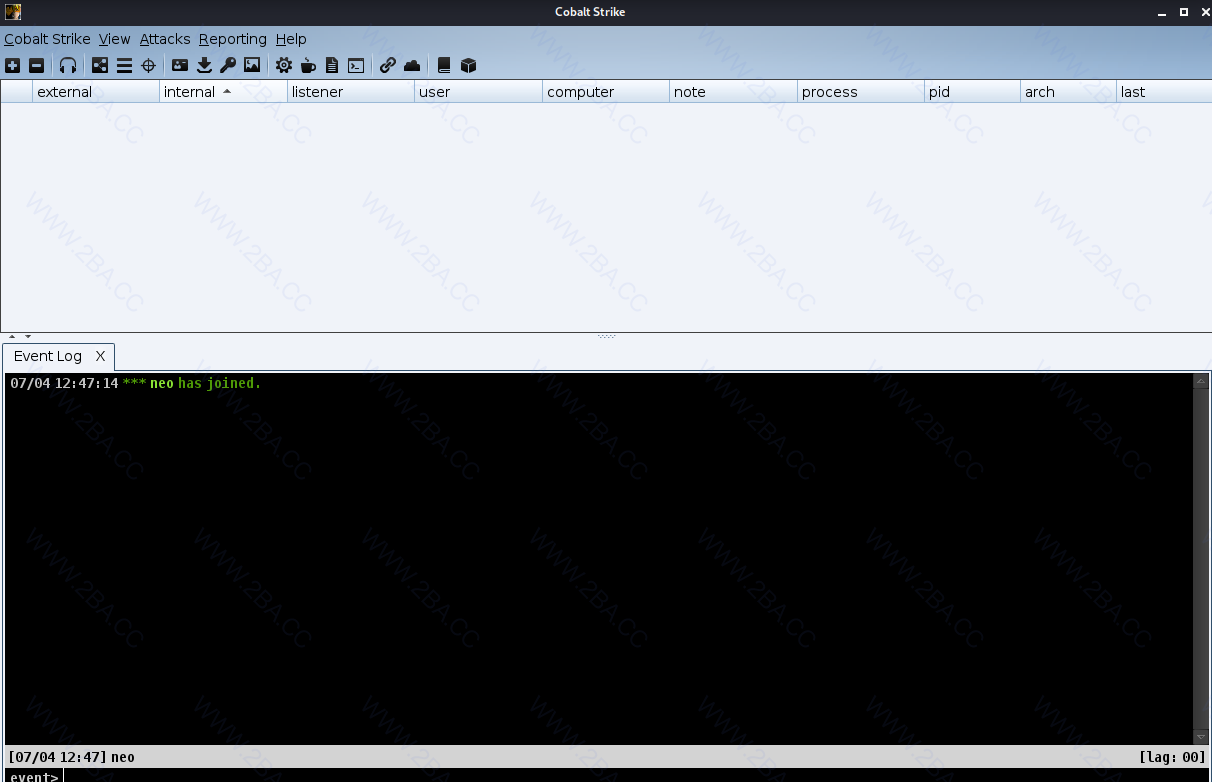 Cobalt Strike
Cobalt Strike View Attacks Reporting Help
external internal listener user computer note process pid arch last
Event Log X
07/04 12:47:14 *** neo has joined.
[07/04 12:47] neo [lag: 00]
event>
WWW.2BA.CC